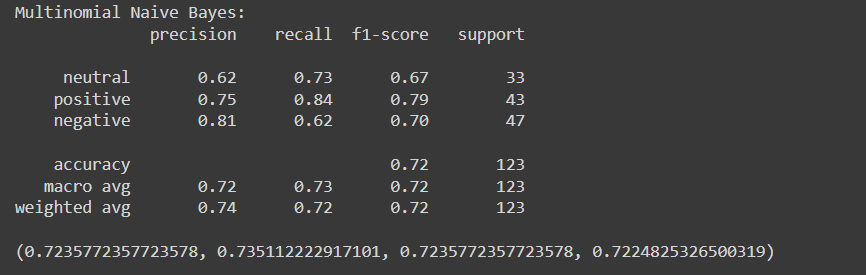 Multinomial Naive Bayes:
precision recall f1-score support
neutral 0.62 0.73 0.67 33
positive 0.75 0.84 0.79 43
negative 0.81 0.62 0.70 47
accuracy 0.72 123
macro avg 0.72 0.73 0.72 123
weighted avg 0.74 0.72 0.72 123
(0.7235772357723578, 0.735112222917101, 0.7235772357723578, 0.7224825326500319)